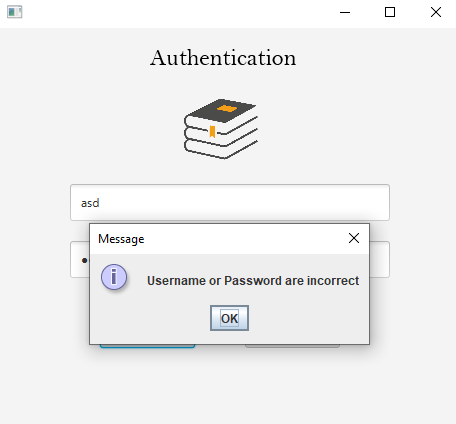 Authentication
asd
Message
Username or Password are incorrect
OK